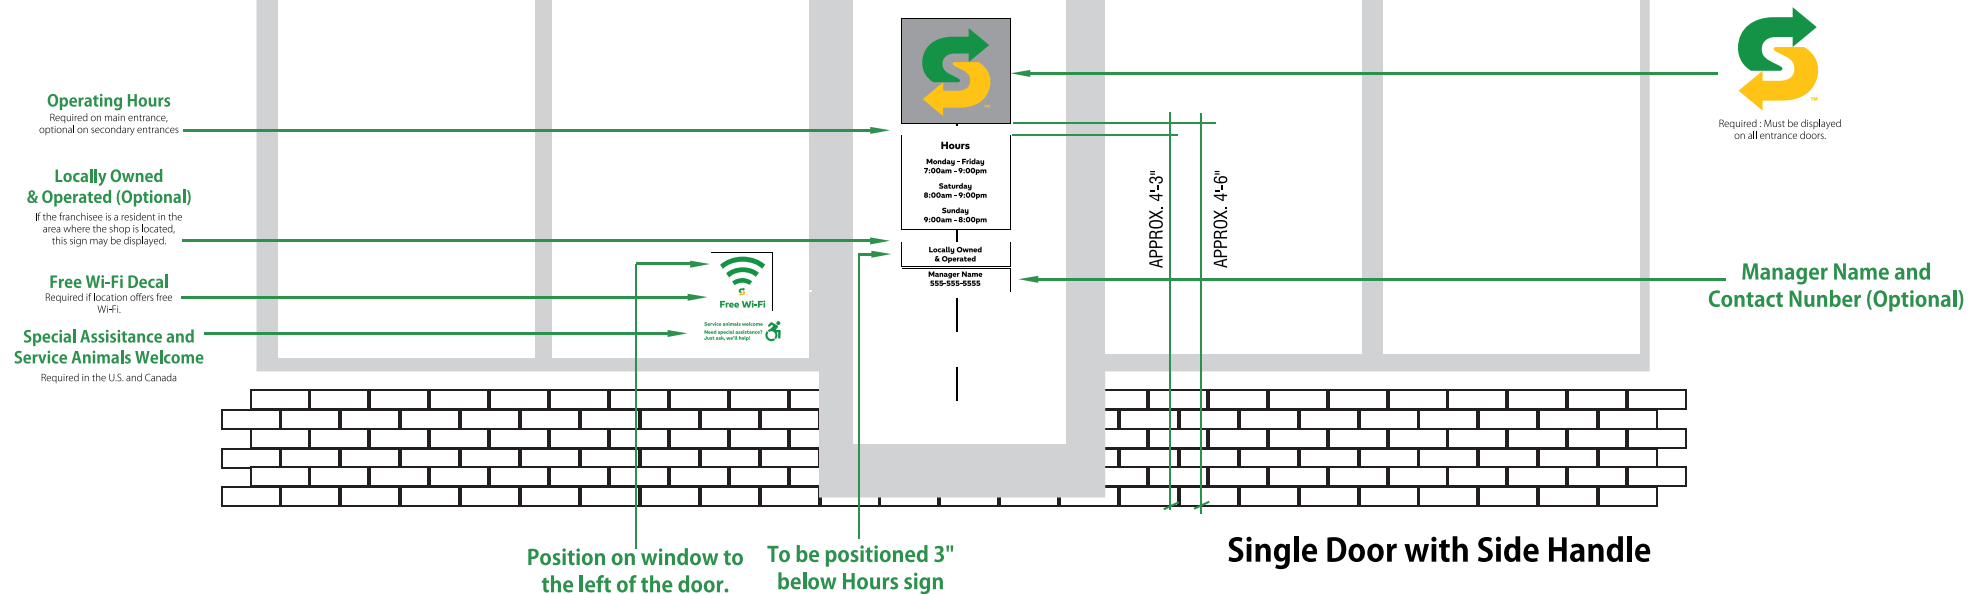 Operating Hours
Required on main entrance,
optional on secondary entrances
Locally Owned
& Operated (Optional)
If the franchisee is a resident in the
area where the shop is located,
this sign may be displayed.
Free Wi-Fi Decal
Required if location offers free
Wi-Fi.
Special Assisitance and
Service Animals Welcome
Required in the U.S. and Canada
Free Wi-Fi
Service animals welcome
Need special assistance?
Just ask, we'll help!
S
TM
Hours
Monday - Friday
7:00am - 9:00pm
Saturday
8:00am - 9:00pm
Sunday
9:00am - 8:00pm
Locally Owned
& Operated
Manager Name
555-555-5555
APPROX. 4'-3"
APPROX. 4'-6"
S
TM
Required : Must be displayed
on all entrance doors.
Manager Name and
Contact Nunber (Optional)
Position on window to
the left of the door.
To be positioned 3"
below Hours sign
Single Door with Side Handle